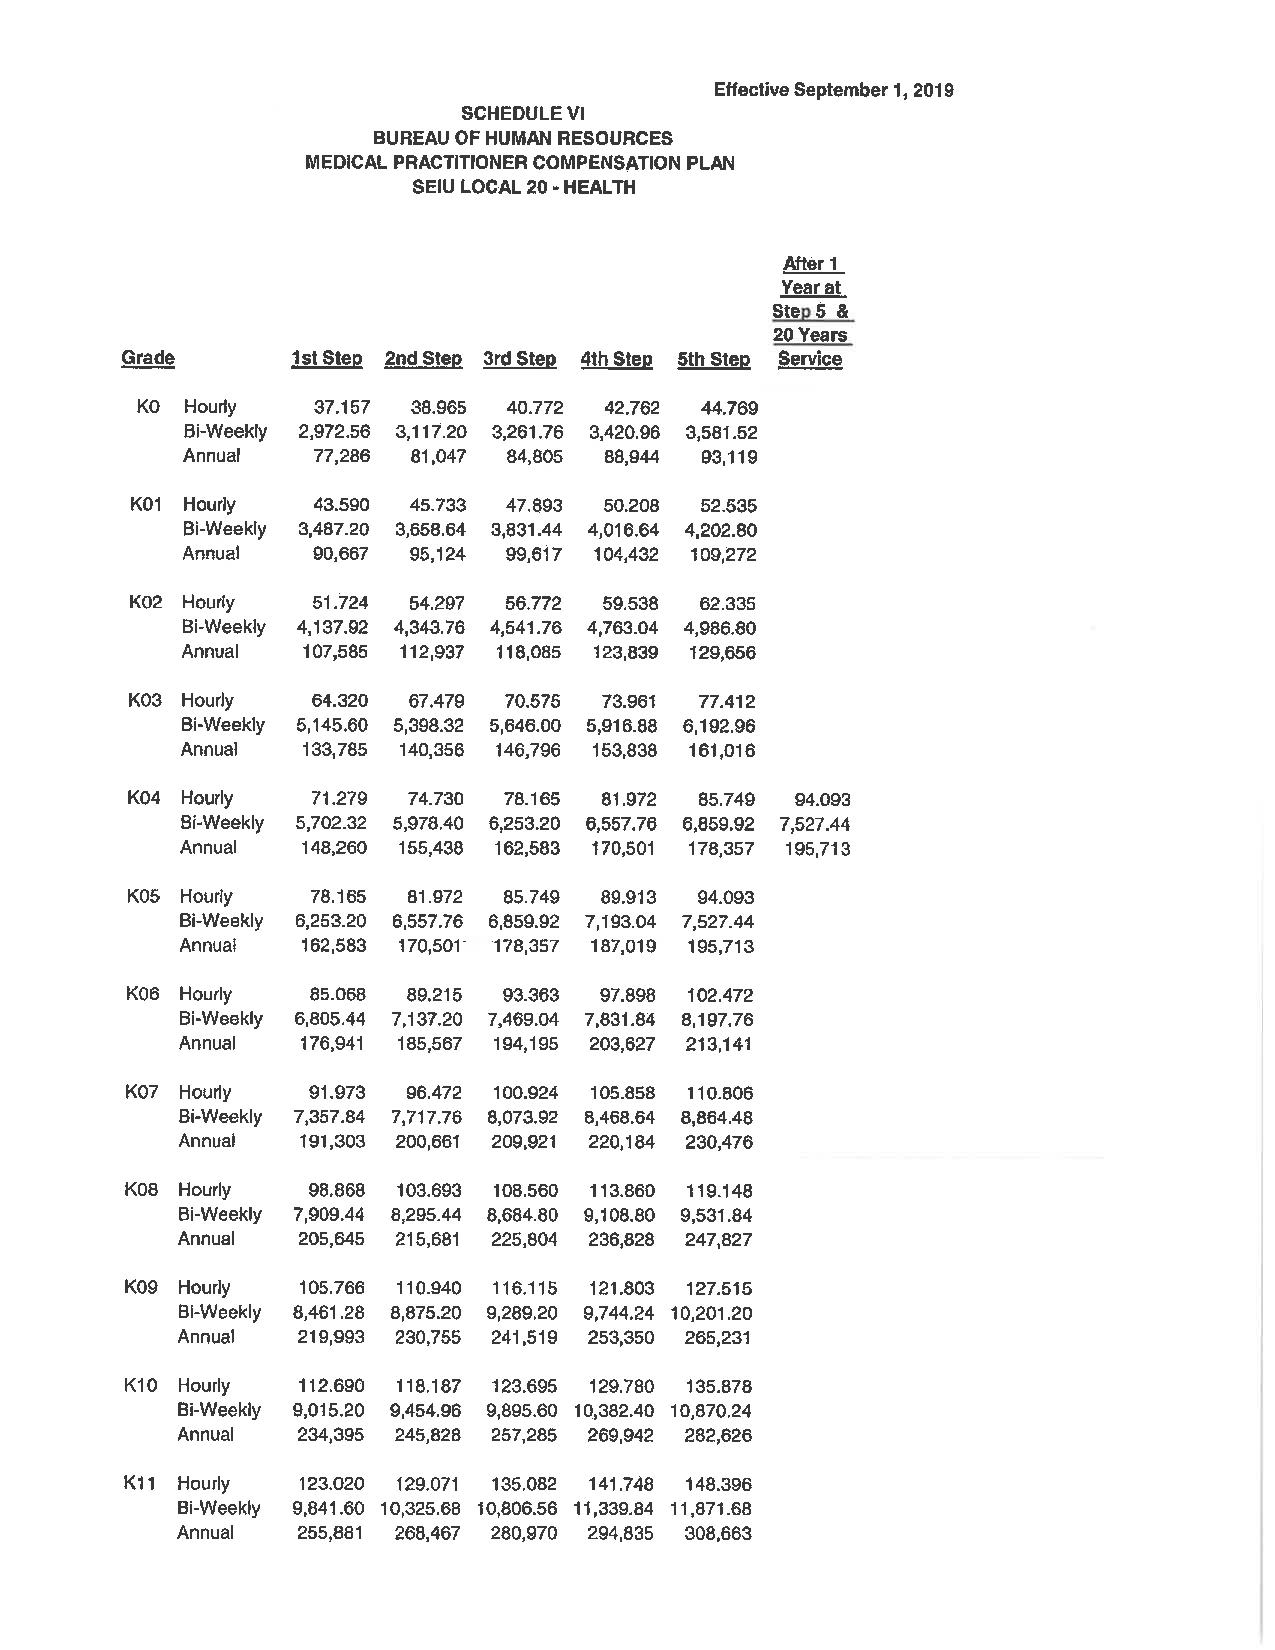 Effective September 1, 2019
SCHEDULE VI
BUREAU OF HUMAN RESOURCES
MEDICAL PRACTITIONER COMPENSATION PLAN
SEIU LOCAL 20 - HEALTH
After 1
Year at
Step 5 &
20 Years
Grade 1st Step 2nd Step 3rd Step 4th Step 5th Step Service
K0 Hourly 37.157 38.965 40.772 42.762 44.769
Bi-Weekly 2,972.56 3,117.20 3,261.76 3,420.96 3,581.52
Annual 77,286 81,047 84,805 88,944 93,119
K01 Hourly 43.590 45.733 47.893 50.208 52.535
Bi-Weekly 3,487.20 3,658.64 3,831.44 4,016.64 4,202.80
Annual 90,667 95,124 99,617 104,432 109,272
K02 Hourly 51.724 54.297 56.772 59.538 62.335
Bi-Weekly 4,137.92 4,343.76 4,541.76 4,763.04 4,986.80
Annual 107,585 112,937 118,085 123,839 129,656
K03 Hourly 64.320 67.479 70.575 73.961 77.412
Bi-Weekly 5,145.60 5,398.32 5,646.00 5,916.88 6,192.96
Annual 133,785 140,356 146,796 153,838 161,016
K04 Hourly 71.279 74.730 78.165 81.972 85.749 94.093
Bi-Weekly 5,702.32 5,978.40 6,253.20 6,557.76 6,859.92 7,527.44
Annual 148,260 155,438 162,583 170,501 178,357 195,713
K05 Hourly 78.165 81.972 85.749 89.913 94.093
Bi-Weekly 6,253.20 6,557.76 6,859.92 7,193.04 7,527.44
Annual 162,583 170,501 178,357 187,019 195,713
K06 Hourly 85.068 89.215 93.363 97.898 102.472
Bi-Weekly 6,805.44 7,137.20 7,469.04 7,831.84 8,197.76
Annual 176,941 185,567 194,195 203,627 213,141
K07 Hourly 91.973 96.472 100.924 105.858 110.806
Bi-Weekly 7,357.84 7,717.76 8,073.92 8,468.64 8,864.48
Annual 191,303 200,661 209,921 220,184 230,476
K08 Hourly 98.868 103.693 108.560 113.860 119.148
Bi-Weekly 7,909.44 8,295.44 8,684.80 9,108.80 9,531.84
Annual 205,645 215,681 225,804 236,828 247,827
K09 Hourly 105.766 110.940 116.115 121.803 127.515
Bi-Weekly 8,461.28 8,875.20 9,289.20 9,744.24 10,201.20
Annual 219,993 230,755 241,519 253,350 265,231
K10 Hourly 112.690 118.187 123.695 129.780 135.878
Bi-Weekly 9,015.20 9,454.96 9,895.60 10,382.40 10,870.24
Annual 234,395 245,828 257,285 269,942 282,626
K11 Hourly 123.020 129.071 135.082 141.748 148.396
Bi-Weekly 9,841.60 10,325.68 10,806.56 11,339.84 11,871.68
Annual 255,881 268,467 280,970 294,835 308,663